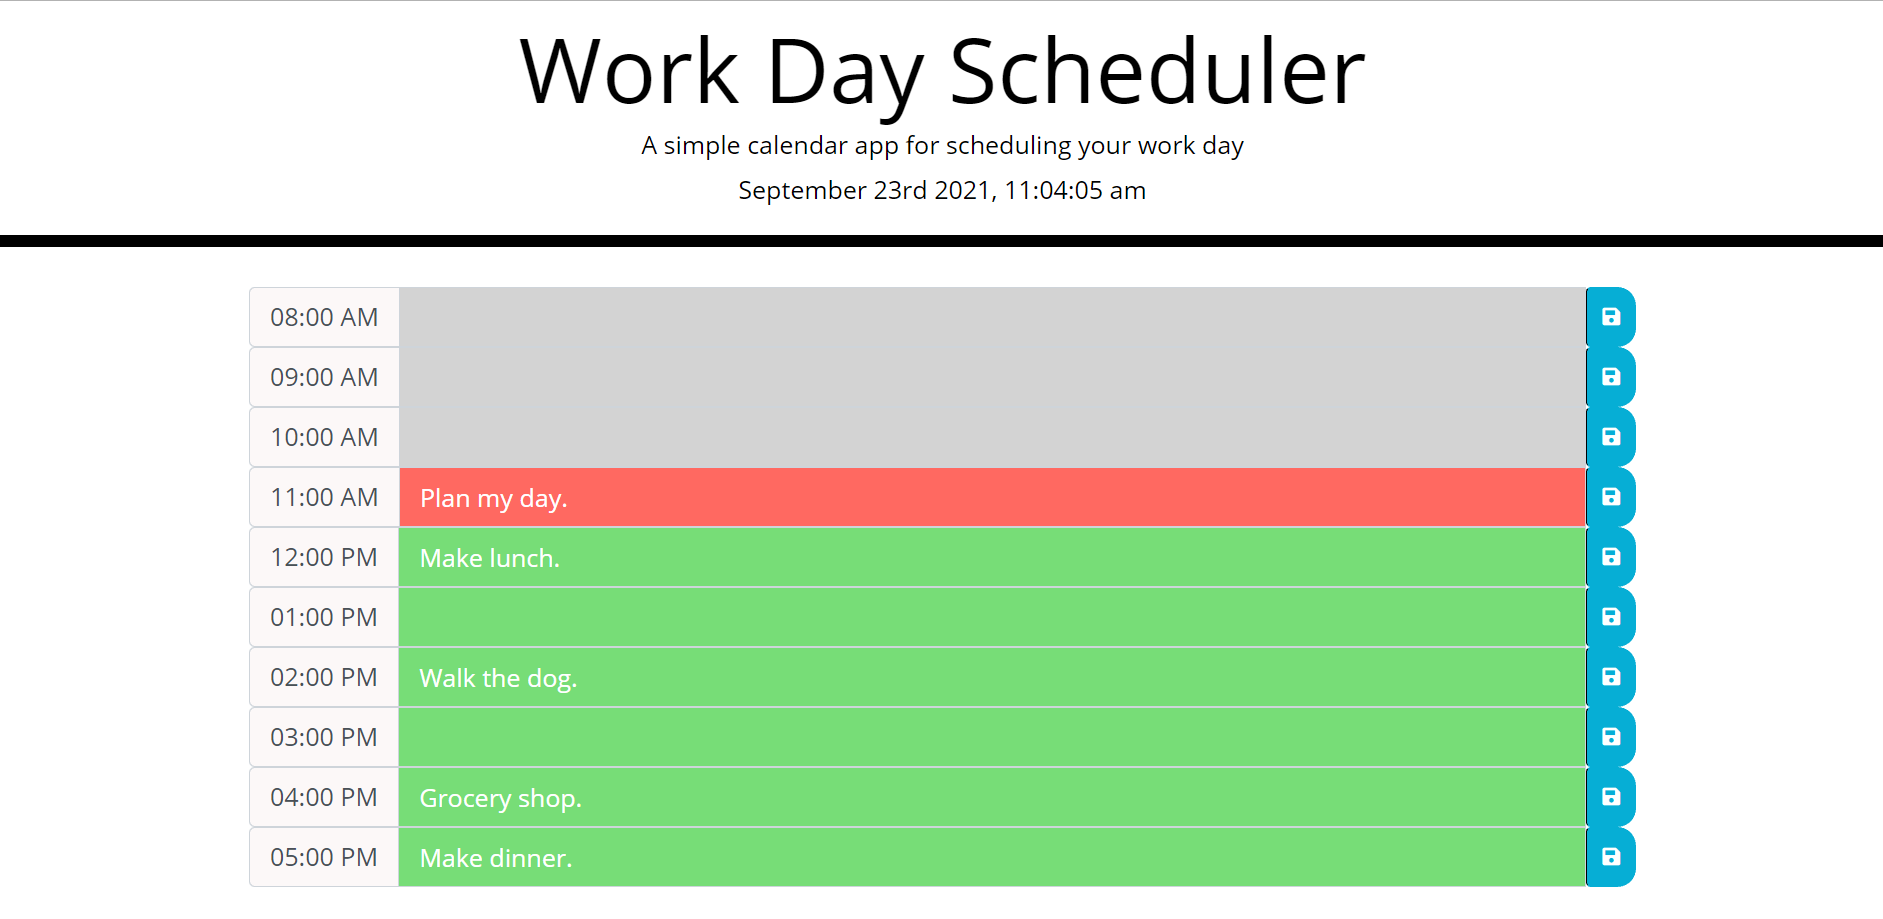 Work Day Scheduler
A simple calendar app for scheduling your work day
September 23rd 2021, 11:04:05 am
08:00 AM
09:00 AM
10:00 AM
11:00 AM Plan my day.
12:00 PM Make lunch.
01:00 PM
02:00 PM Walk the dog.
03:00 PM
04:00 PM Grocery shop.
05:00 PM Make dinner.